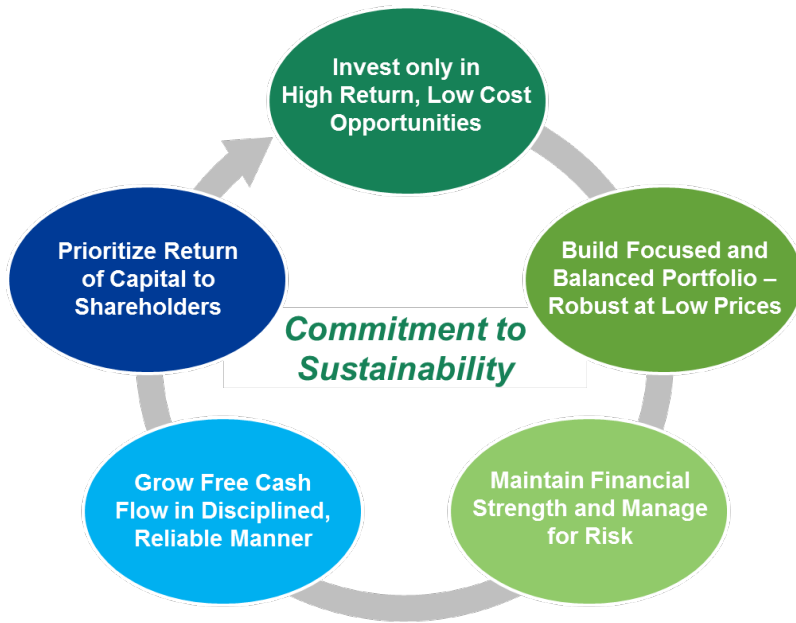 Invest only in
High Return, Low Cost
Opportunities
Build Focused and
Balanced Portfolio –
Robust at Low Prices
Maintain Financial
Strength and Manage
for Risk
Grow Free Cash
Flow in Disciplined,
Reliable Manner
Prioritize Return
of Capital to
Shareholders
Commitment to
Sustainability